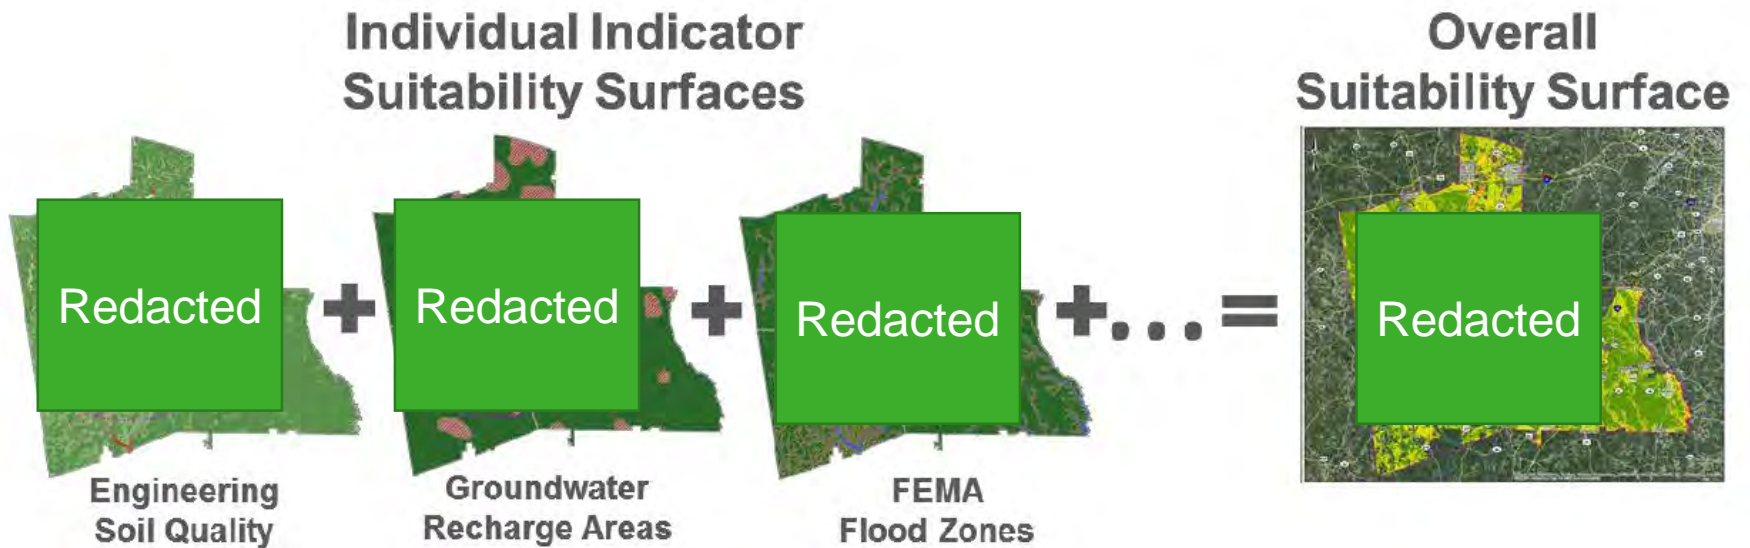 Individual Indicator
Suitability Surfaces
Overall
Suitability Surface
Redacted
+
Redacted
+
Redacted
+... =
Redacted
Engineering
Soil Quality
Groundwater
Recharge Areas
FEMA
Flood Zones